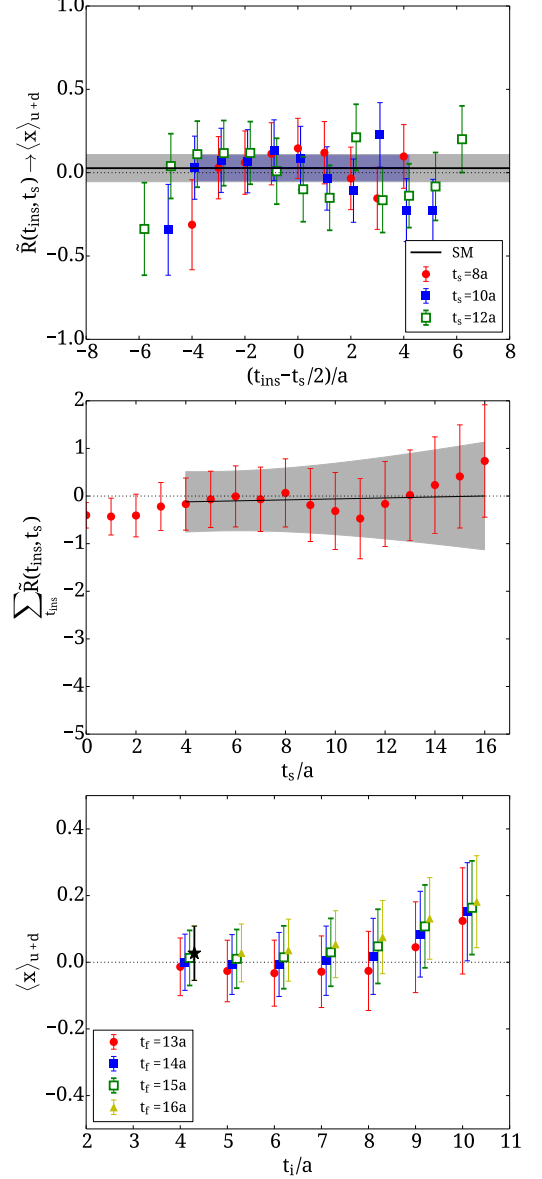 1.0
0.5
0.0
−0.5
−1.0
R̃(t_ins, t_s) → ⟨x⟩_u+d
SM
t_s=8a
t_s=10a
t_s=12a
−8 −6 −4 −2 0 2 4 6 8
(t_ins−t_s/2)/a
2
1
0
−1
−2
−3
−4
−5
∑_t_ins R̃(t_ins, t_s)
0 2 4 6 8 10 12 14 16
t_s/a
0.4
0.2
0.0
−0.2
−0.4
⟨x⟩_u+d
t_f=13a
t_f=14a
t_f=15a
t_f=16a
2 3 4 5 6 7 8 9 10 11
t_i/a